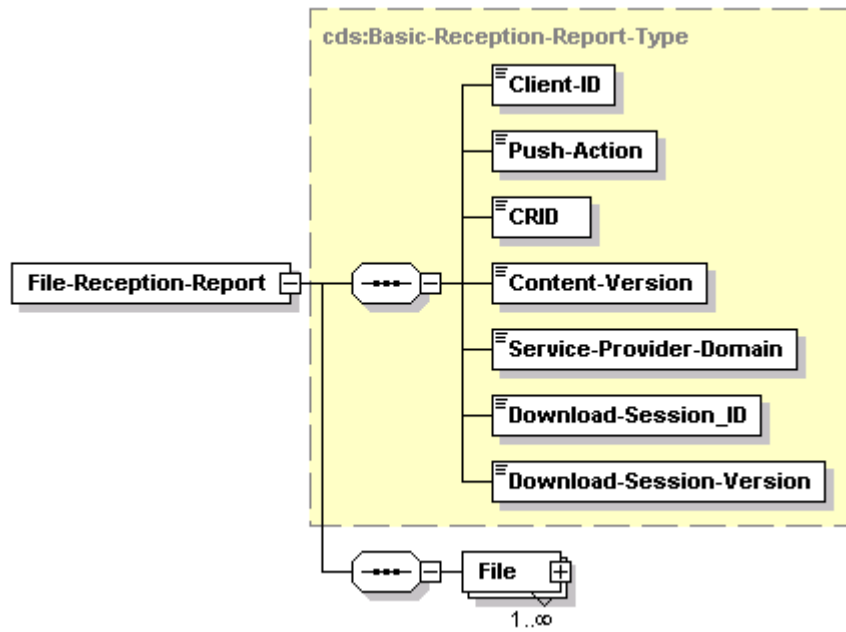 cds:Basic-Reception-Report-Type
Client-ID
Push-Action
CRID
File-Reception-Report
Content-Version
Service-Provider-Domain
Download-Session_ID
Download-Session-Version
File
1..∞